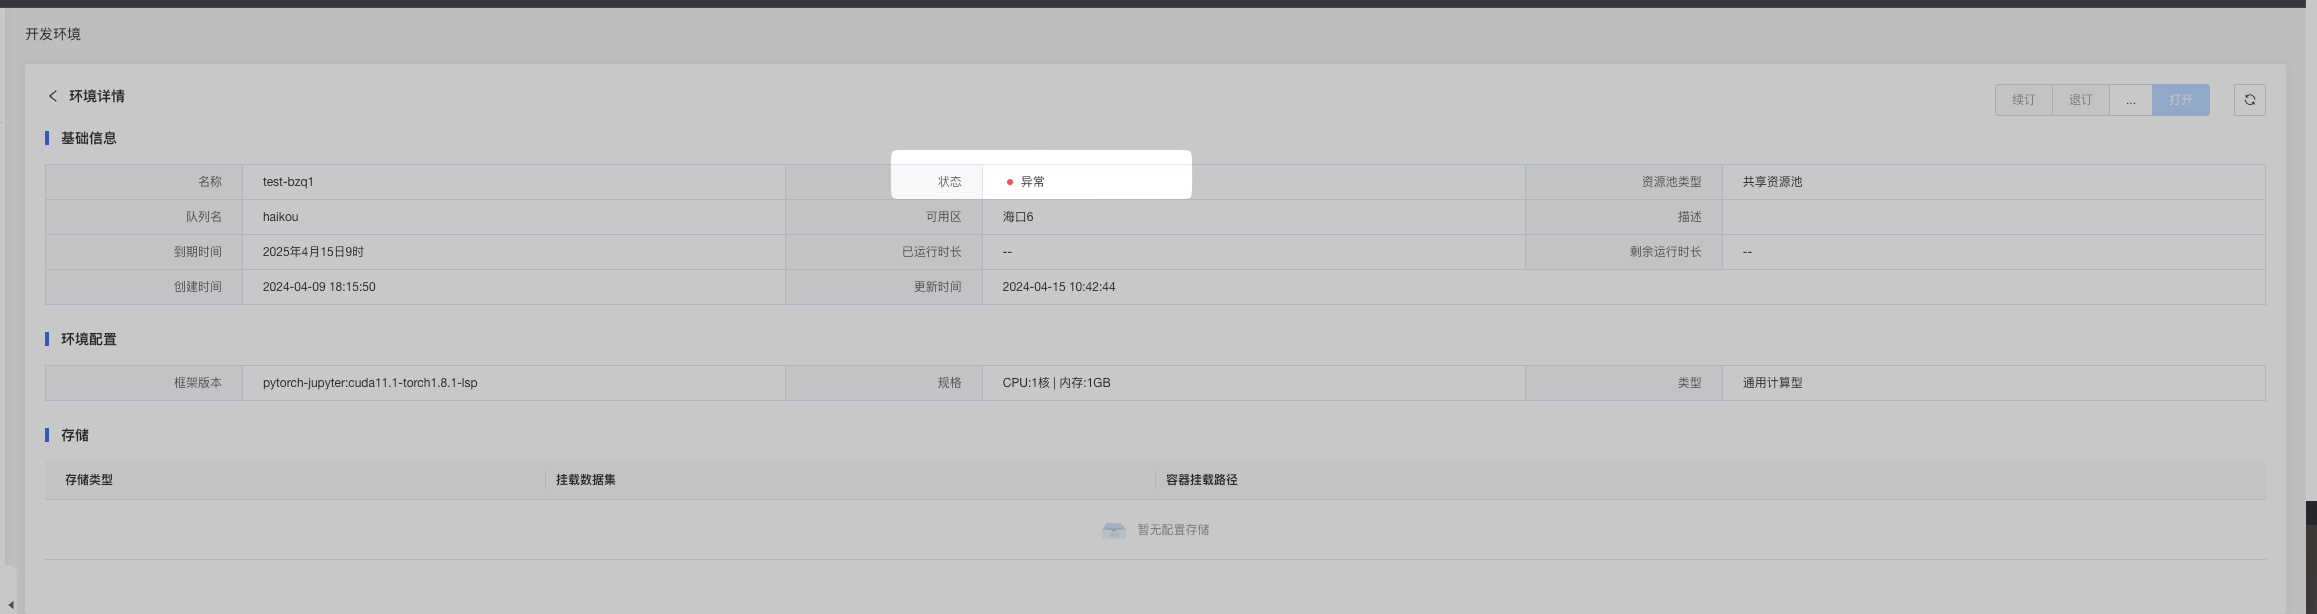 开发环境
环境详情
续订 退订 ... 打开
基础信息
名称 test-bzq1 状态 异常 资源池类型 共享资源池
队列名 haikou 可用区 海口6 描述
到期时间 2025年4月15日9时 已运行时长 -- 剩余运行时长 --
创建时间 2024-04-09 18:15:50 更新时间 2024-04-15 10:42:44
环境配置
框架版本 pytorch-jupyter:cuda11.1-torch1.8.1-lsp 规格 CPU:1核 | 内存:1GB 类型 通用计算型
存储
存储类型 挂载数据集 容器挂载路径
暂无配置存储